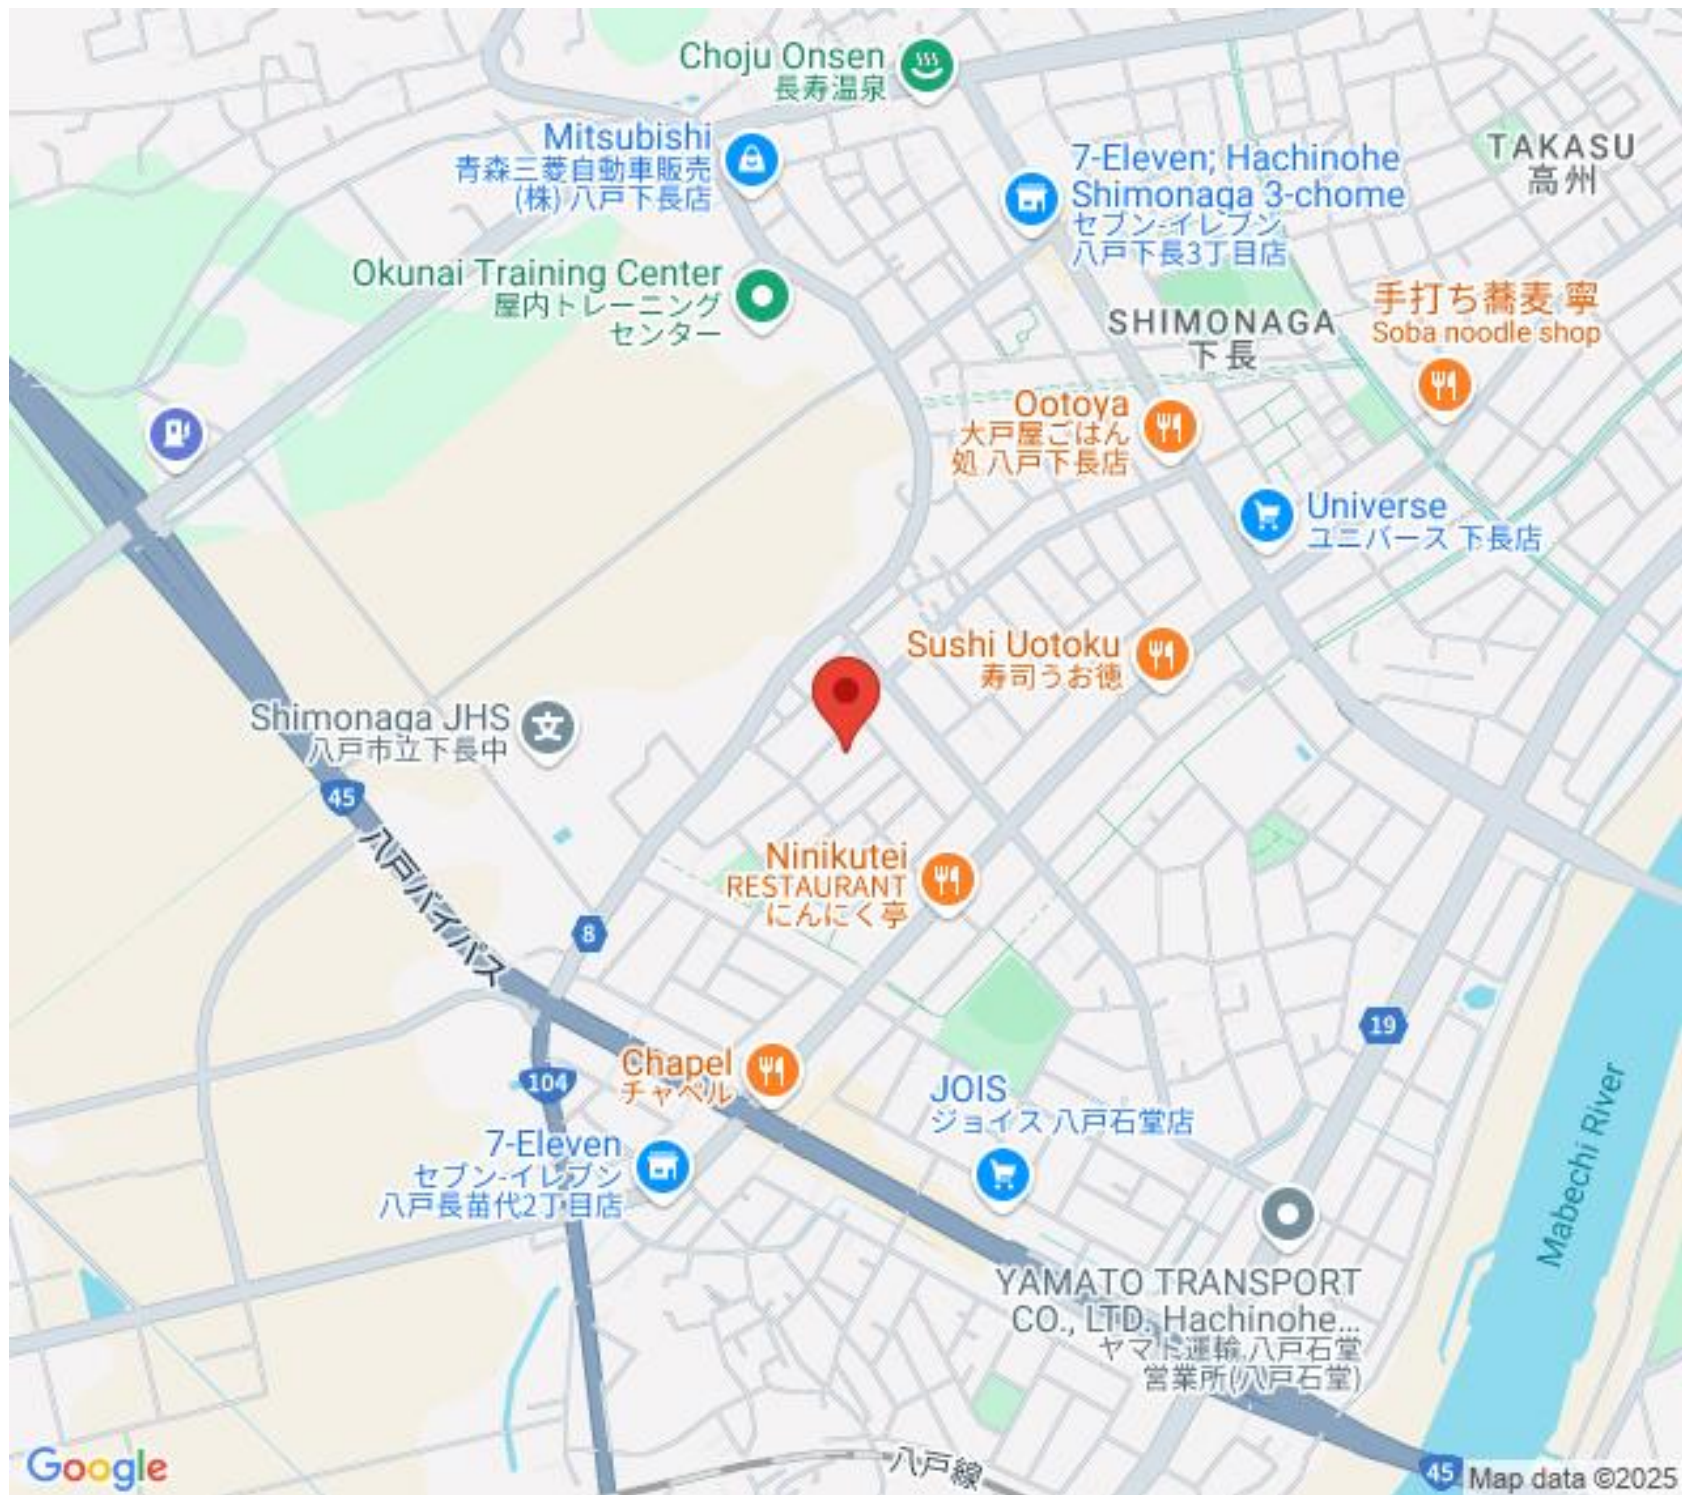 Choju Onsen
長寿温泉
Mitsubishi
青森三菱自動車販売
(株) 八戸下長店
7-Eleven; Hachinohe
Shimonaga 3-chome
セブン-イレブン
八戸下長3丁目店
TAKASU
高州
Okunai Training Center
屋内トレーニング
センター
SHIMONAGA
下長
手打ち蕎麦 寧
Soba noodle shop
Ootoya
大戸屋ごはん
処 八戸下長店
Universe
ユニバース 下長店
Sushi Uotoku
寿司うお徳
Shimonaga JHS
八戸市立下長中
45
八戸バイパス
Ninikutei
RESTAURANT
にんにく亭
8
19
Chapel
チャペル
104
JOIS
ジョイス 八戸石堂店
7-Eleven
セブン-イレブン
八戸長苗代2丁目店
Mabechi River
YAMATO TRANSPORT
CO., LTD. Hachinohe...
ヤマト運輸 八戸石堂
営業所(八戸石堂)
八戸線
Google
45
Map data ©2025